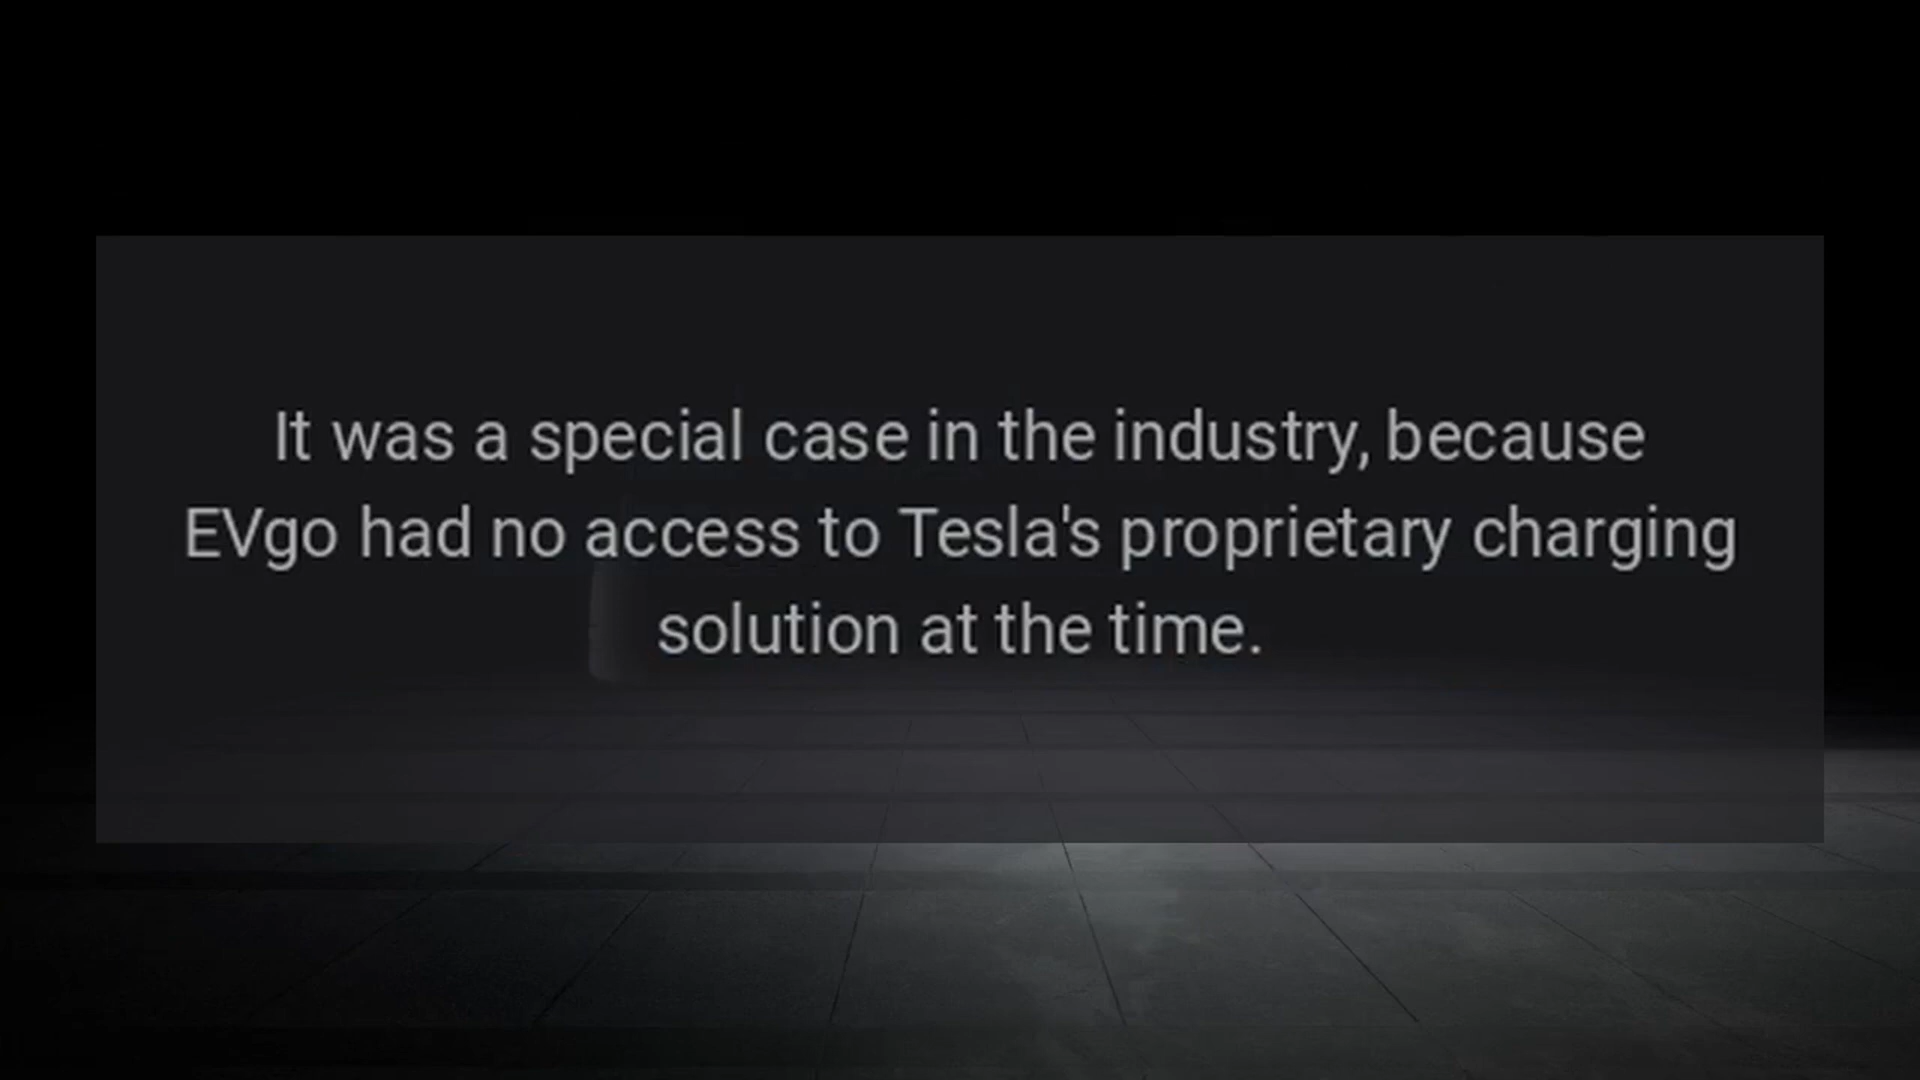 It was a special case in the industry, because
EVgo had no access to Tesla's proprietary charging
solution at the time.